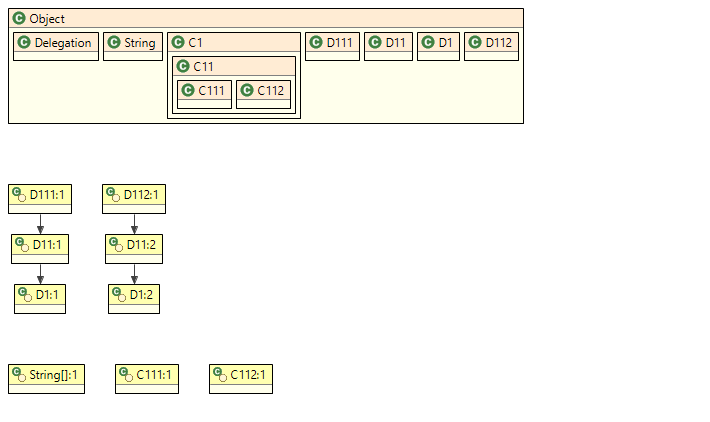 Object
Delegation String C1 D111 D11 D1 D112
C11
C111 C112
D111:1 D112:1
D11:1 D11:2
D1:1 D1:2
String[]:1 C111:1 C112:1